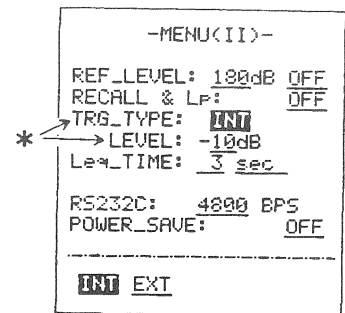 -MENU(II)-
REF_LEVEL: 180dB OFF
RECALL & Lp: OFF
TRG_TYPE: INT
* LEVEL: -10dB
Leq_TIME: 3 sec
RS232C: 4800 BPS
POWER_SAVE: OFF
INT EXT